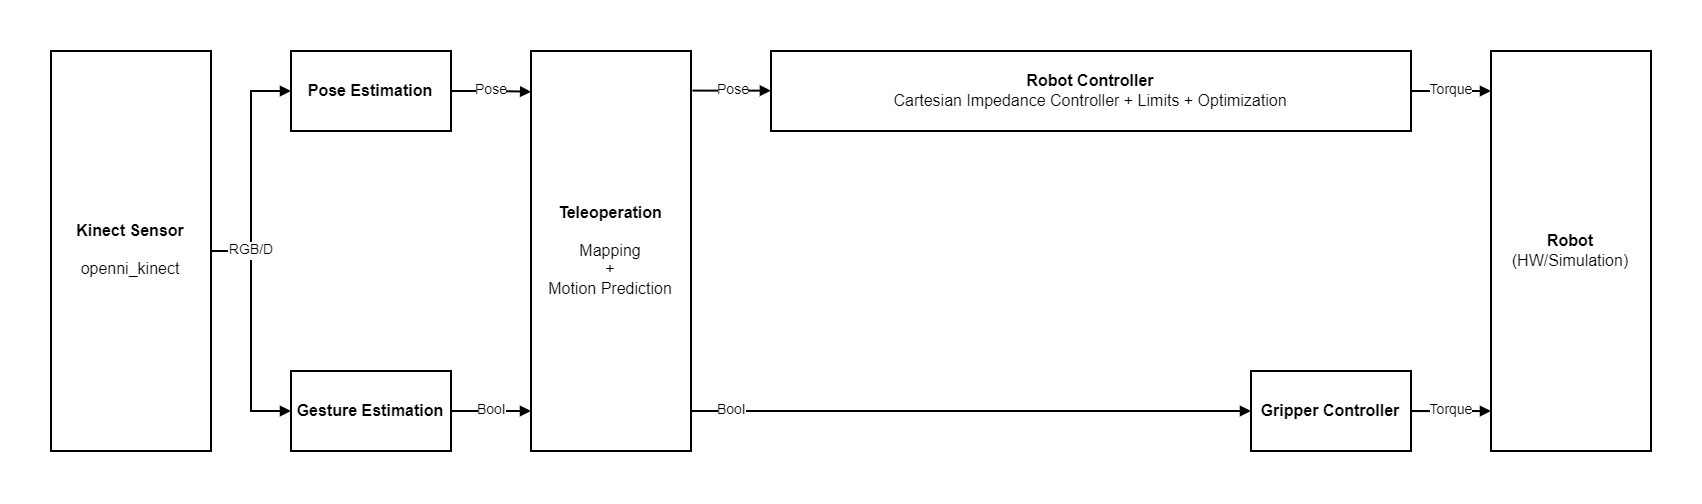 Kinect Sensor
openni_kinect
RGB/D
Pose Estimation
Gesture Estimation
Pose
Bool
Teleoperation
Mapping
+
Motion Prediction
Pose
Bool
Robot Controller
Cartesian Impedance Controller + Limits + Optimization
Gripper Controller
Torque
Torque
Robot
(HW/Simulation)